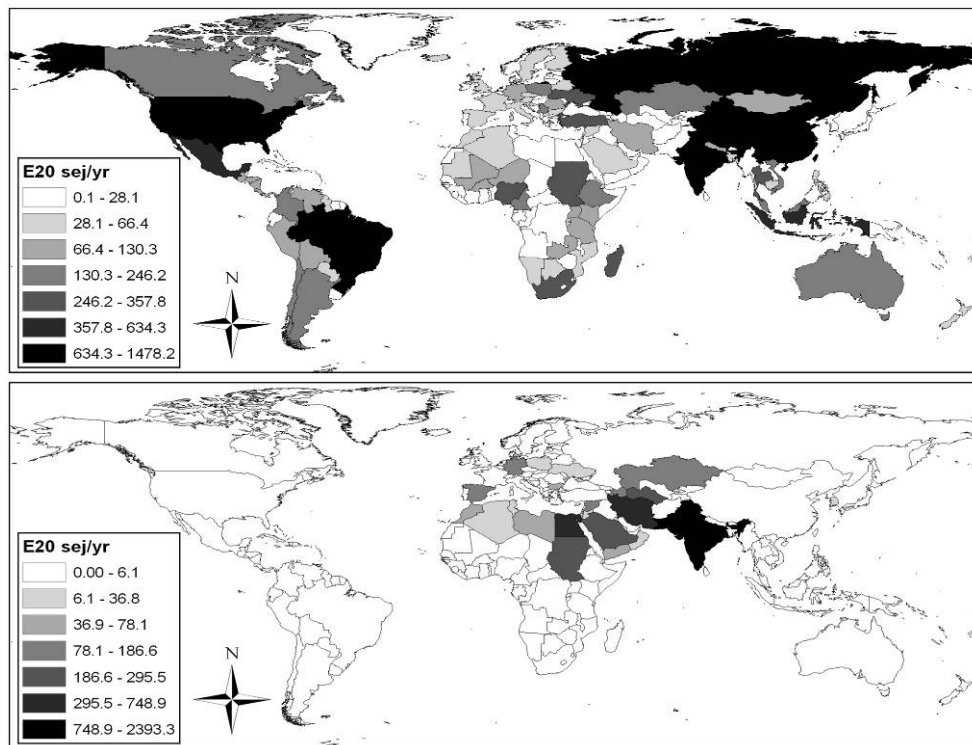 N
E20 sej/yr
0.1 - 28.1
28.1 - 66.4
66.4 - 130.3
130.3 - 246.2
246.2 - 357.8
357.8 - 634.3
634.3 - 1478.2
N
E20 sej/yr
0.00 - 6.1
6.1 - 36.8
36.9 - 78.1
78.1 - 186.6
186.6 - 295.5
295.5 - 748.9
748.9 - 2393.3